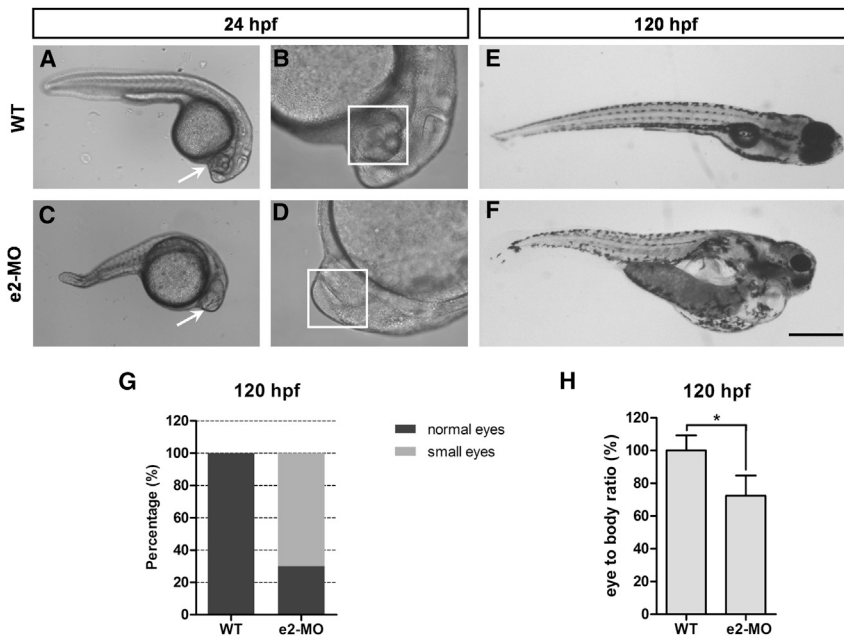 24 hpf
120 hpf
A
B
E
WT
C
D
F
e2-MO
G
120 hpf
Percentage (%)
120
100
80
60
40
20
0
WT
e2-MO
normal eyes
small eyes
H
120 hpf
eye to body ratio (%)
120
100
80
60
40
20
0
*
WT
e2-MO